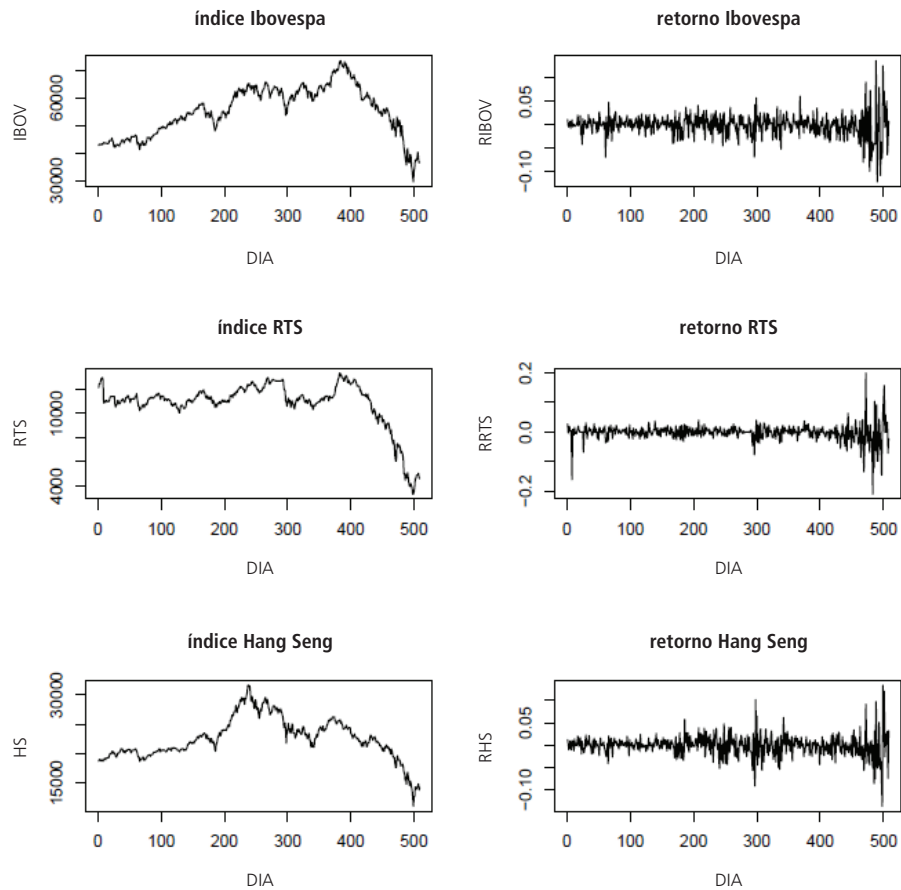 índice Ibovespa
IBOV
60000
30000
0 100 200 300 400 500
DIA
retorno Ibovespa
RIBOV
0.05
−0.10
0 100 200 300 400 500
DIA
índice RTS
RTS
10000
4000
0 100 200 300 400 500
DIA
retorno RTS
RRTS
0.2
0.0
−0.2
0 100 200 300 400 500
DIA
índice Hang Seng
HS
30000
15000
0 100 200 300 400 500
DIA
retorno Hang Seng
RHS
0.05
−0.10
0 100 200 300 400 500
DIA